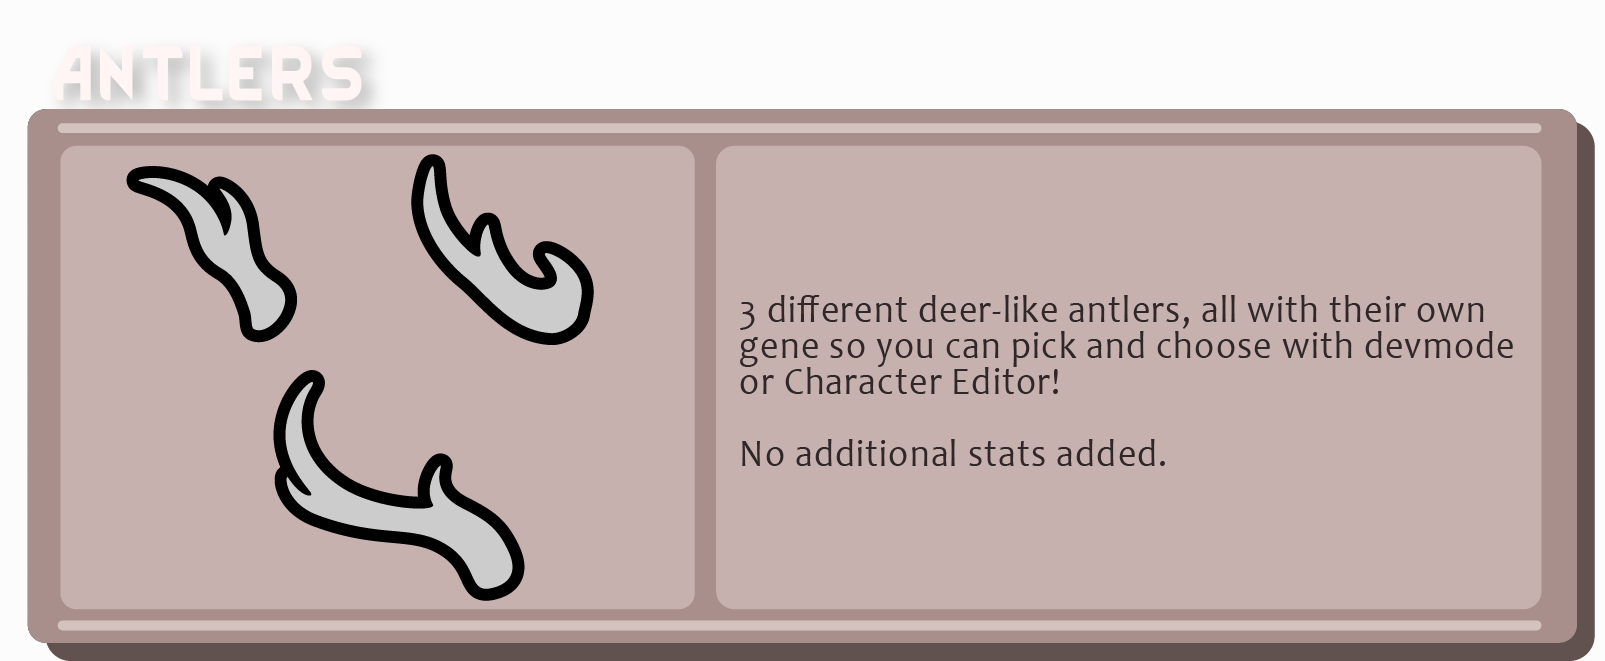 ANTLERS
3 different deer-like antlers, all with their own
gene so you can pick and choose with devmode
or Character Editor!
No additional stats added.